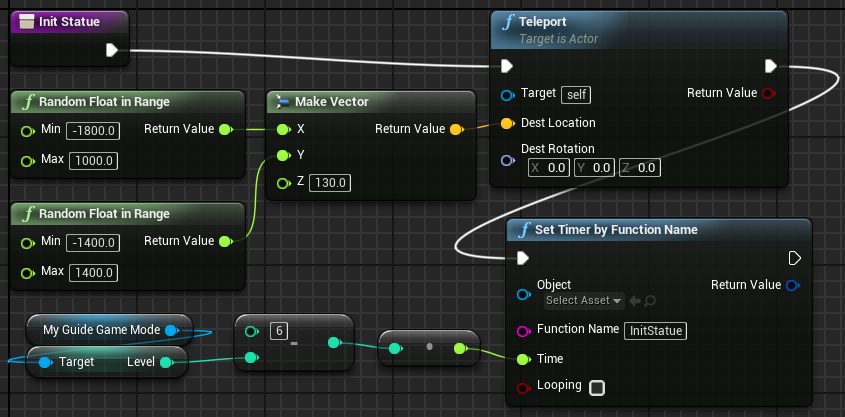 Init Statue
f Teleport
Target is Actor
Target self
Return Value
Dest Location
Dest Rotation
X 0.0 Y 0.0 Z 0.0
f Random Float in Range
Min -1800.0
Return Value
Max 1000.0
Make Vector
X
Return Value
Y
Z 130.0
f Random Float in Range
Min -1400.0
Return Value
Max 1400.0
f Set Timer by Function Name
Object
Select Asset
Return Value
Function Name InitStatue
Time
Looping
My Guide Game Mode
Target Level
6
-